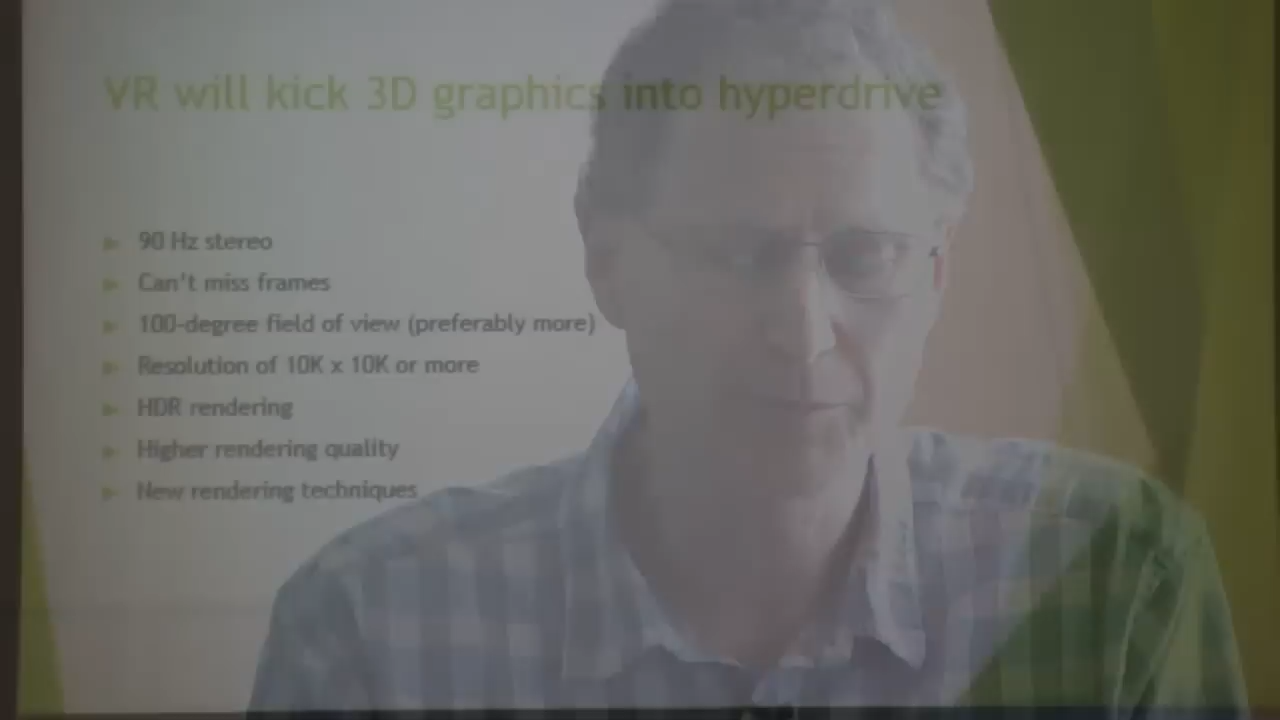 VR will kick 3D graphics into hyperdrive
90 Hz stereo
Can't miss frames
100-degree field of view (preferably more)
Resolution of 10K x 10K or more
HDR rendering
Higher rendering quality
New rendering techniques